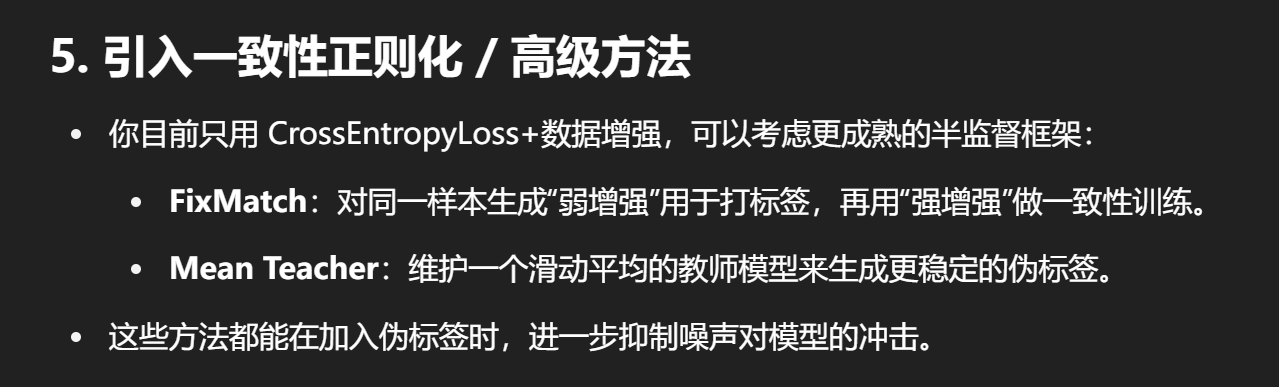 5. 引入一致性正则化 / 高级方法
• 你目前只用 CrossEntropyLoss+数据增强，可以考虑更成熟的半监督框架：
• FixMatch：对同一样本生成“弱增强”用于打标签，再用“强增强”做一致性训练。
• Mean Teacher：维护一个滑动平均的教师模型来生成更稳定的伪标签。
• 这些方法都能在加入伪标签时，进一步抑制噪声对模型的冲击。